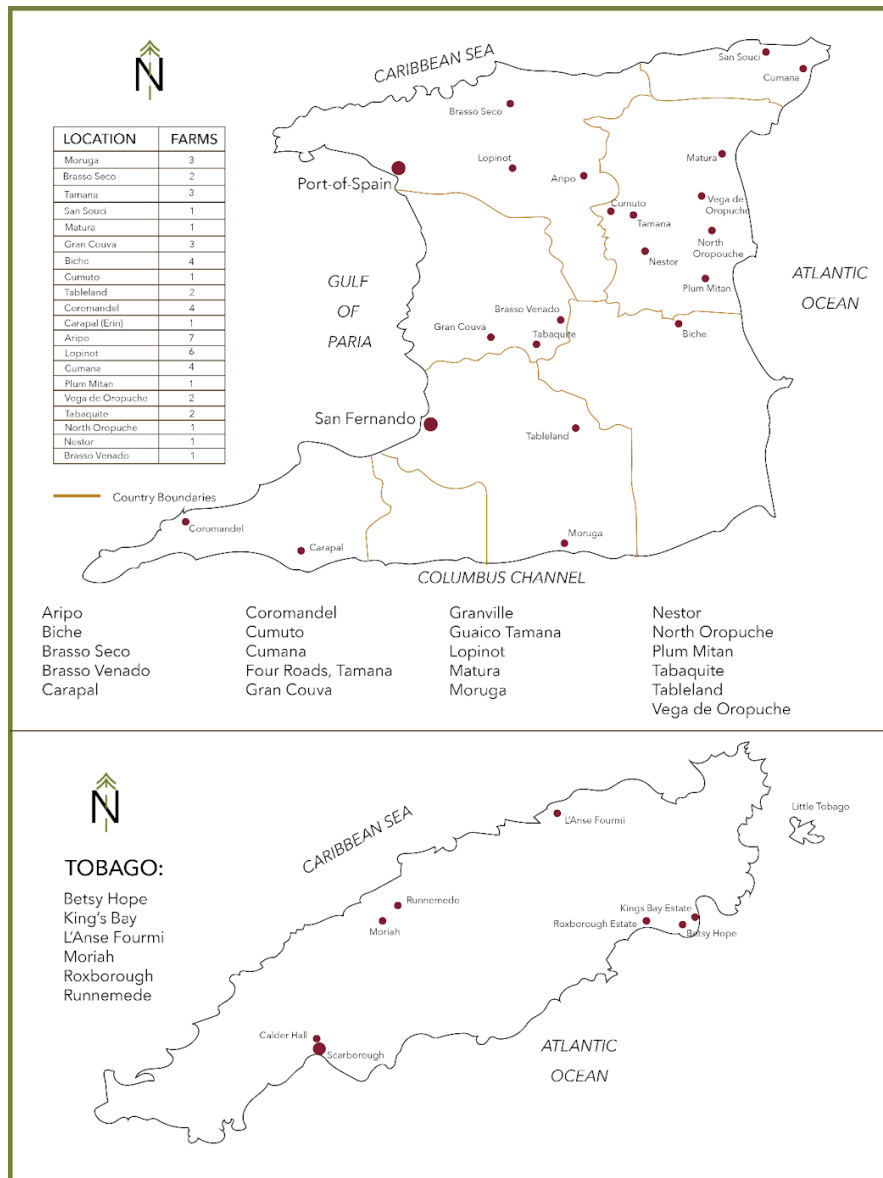 N
CARIBBEAN SEA
San Souci
Cumana
Brasso Seco
LOCATION FARMS
Moruga 3
Brasso Seco 2
Tamana 3
San Souci 1
Matura 1
Gran Couva 3
Biche 4
Cumuto 1
Tableland 2
Coromandel 4
Carapal (Erin) 1
Aripo 7
Lopinot 6
Cumana 4
Plum Mitan 1
Vega de Oropuche 2
Tabaquite 2
North Oropuche 1
Nestor 1
Brasso Venado 1
Country Boundaries
Matura
Lopinot
Aripo
Port-of-Spain
Cumuto
Tamana
Vega de
Oropuche
North
Oropouche
Nestor
Plum Mitan
GULF
OF
PARIA
ATLANTIC
OCEAN
Brasso Venado
Gran Couva
Tabaquite
Biche
San Fernando
Tableland
Coromandel
Carapal
Moruga
COLUMBUS CHANNEL
Aripo
Biche
Brasso Seco
Brasso Venado
Carapal
Coromandel
Cumuto
Cumana
Four Roads, Tamana
Gran Couva
Granville
Guaico Tamana
Lopinot
Matura
Moruga
Nestor
North Oropuche
Plum Mitan
Tabaquite
Tableland
Vega de Oropuche
N
CARIBBEAN SEA
Little Tobago
L'Anse Fourmi
TOBAGO:
Betsy Hope
King's Bay
L'Anse Fourmi
Moriah
Roxborough
Runnemede
Runnemede
Moriah
Kings Bay Estate
Roxborough Estate
Betsy Hope
Calder Hall
Scarborough
ATLANTIC
OCEAN